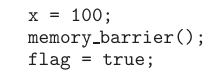 x = 100;
memory_barrier();
flag = true;